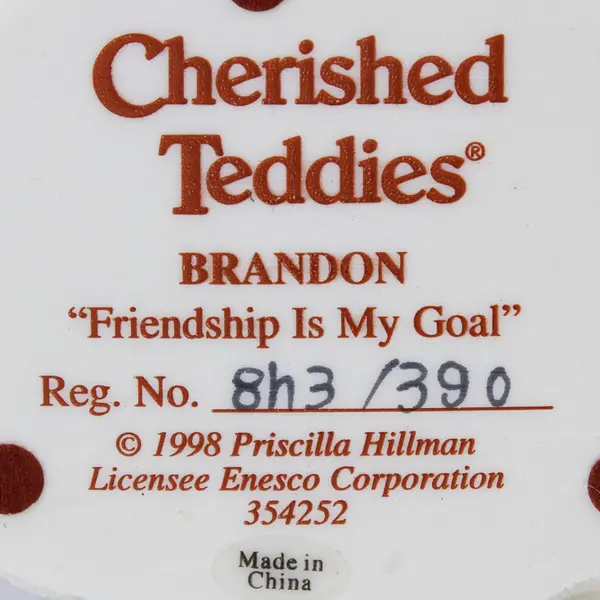 Cherished
Teddies®
BRANDON
“Friendship Is My Goal”
Reg. No. 8h3/390
© 1998 Priscilla Hillman
Licensee Enesco Corporation
354252
Made in
China